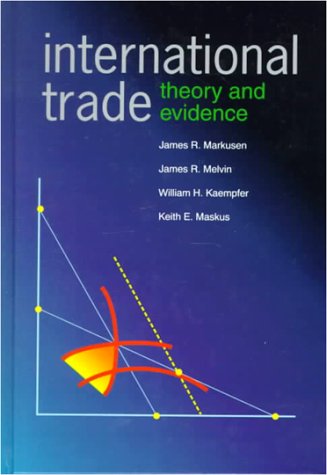 international
trade
theory and
evidence
James R. Markusen
James R. Melvin
William H. Kaempfer
Keith E. Maskus